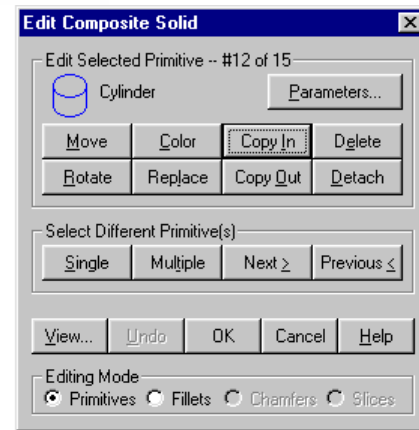 Edit Composite Solid
Edit Selected Primitive -- #12 of 15
Cylinder Parameters...
Move Color Copy In Delete
Rotate Replace Copy Out Detach
Select Different Primitive(s)
Single Multiple Next > Previous <
View... Undo OK Cancel Help
Editing Mode
Primitives Fillets Chamfers Slices